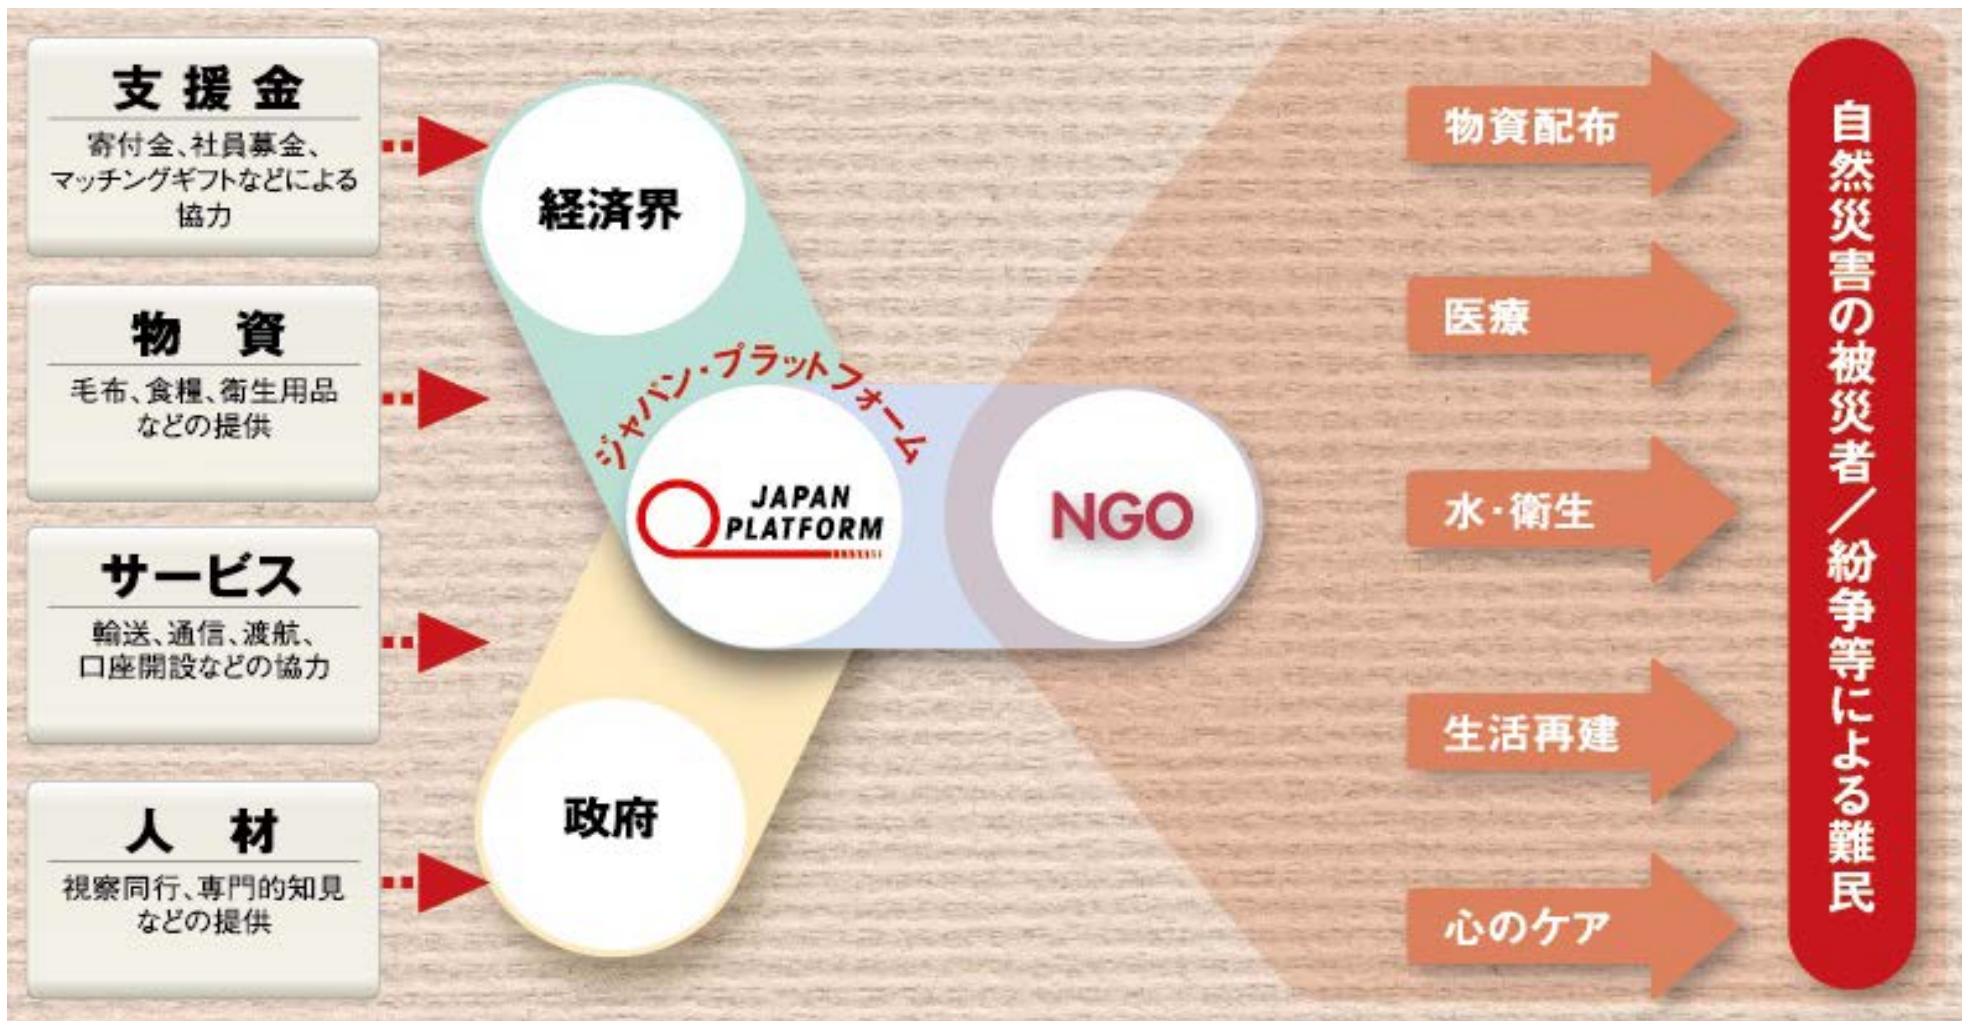 支援金
寄付金、社員募金、
マッチングギフトなどによる
協力
物資
毛布、食糧、衛生用品
などの提供
サービス
輸送、通信、渡航、
口座開設などの協力
人材
視察同行、専門的知見
などの提供
経済界
ジャパン・プラットフォーム
JAPAN
PLATFORM
NGO
政府
物資配布
医療
水・衛生
生活再建
心のケア
自然災害の被災者／紛争等による難民